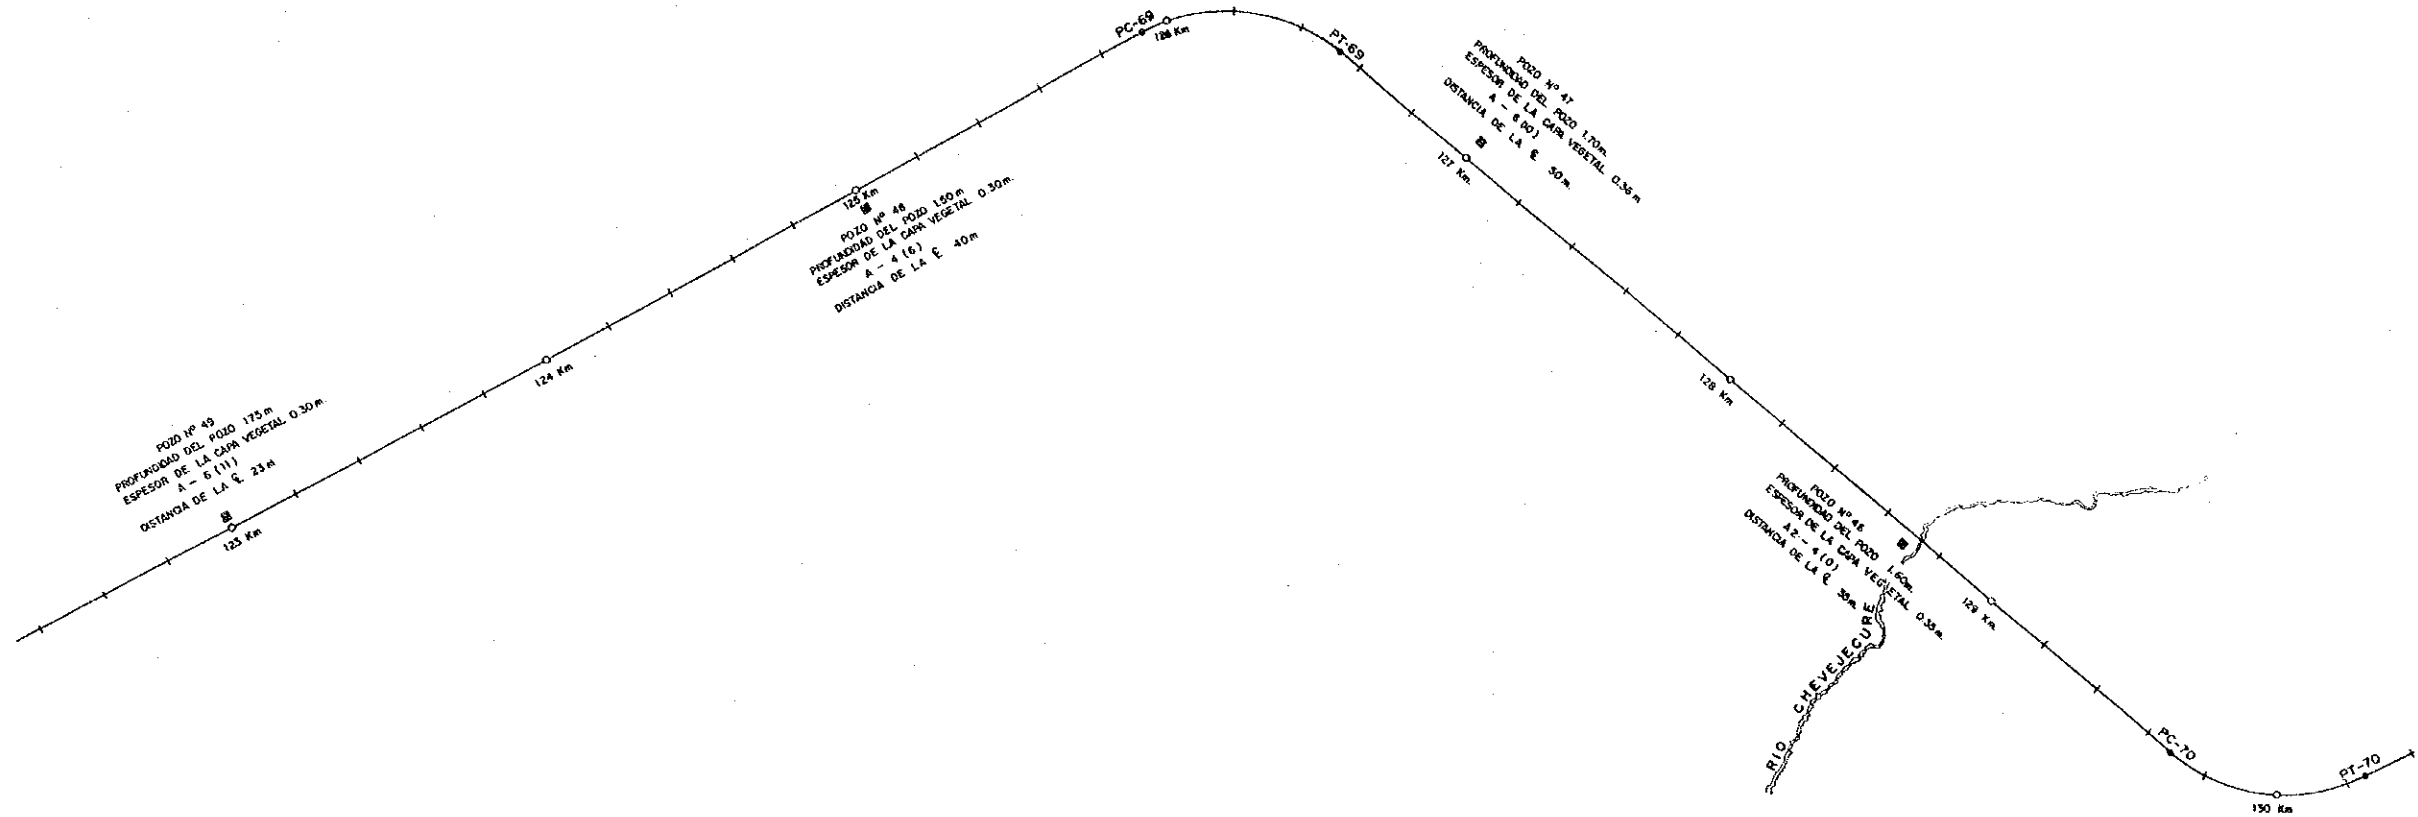 PC-69
126 Km
PT-69
POZO Nº 47
PROFUNDIDAD DEL POZO 1.70m.
ESPESOR DE LA CAPA VEGETAL 0.35 m
A - 6 (10)
DISTANCIA DE LA ℄ 30m.
127 Km.
125 Km
POZO Nº 48
PROFUNDIDAD DEL POZO 1.50m
ESPESOR DE LA CAPA VEGETAL 0.30m.
A - 4 (6)
DISTANCIA DE LA ℄ 40m
124 Km
128 Km
POZO Nº 49
PROFUNDIDAD DEL POZO 1.75m
ESPESOR DE LA CAPA VEGETAL 0.30m.
A - 6 (11)
DISTANCIA DE LA ℄ 23m
123 Km
POZO Nº 46
PROFUNDIDAD DEL POZO 1.60m.
ESPESOR DE LA CAPA VEGETAL 0.35m.
A2 - 4 (0)
DISTANCIA DE LA ℄ 38m.
129 Km.
RIO CHEVEJECURE
PC-70
PT-70
130 Km